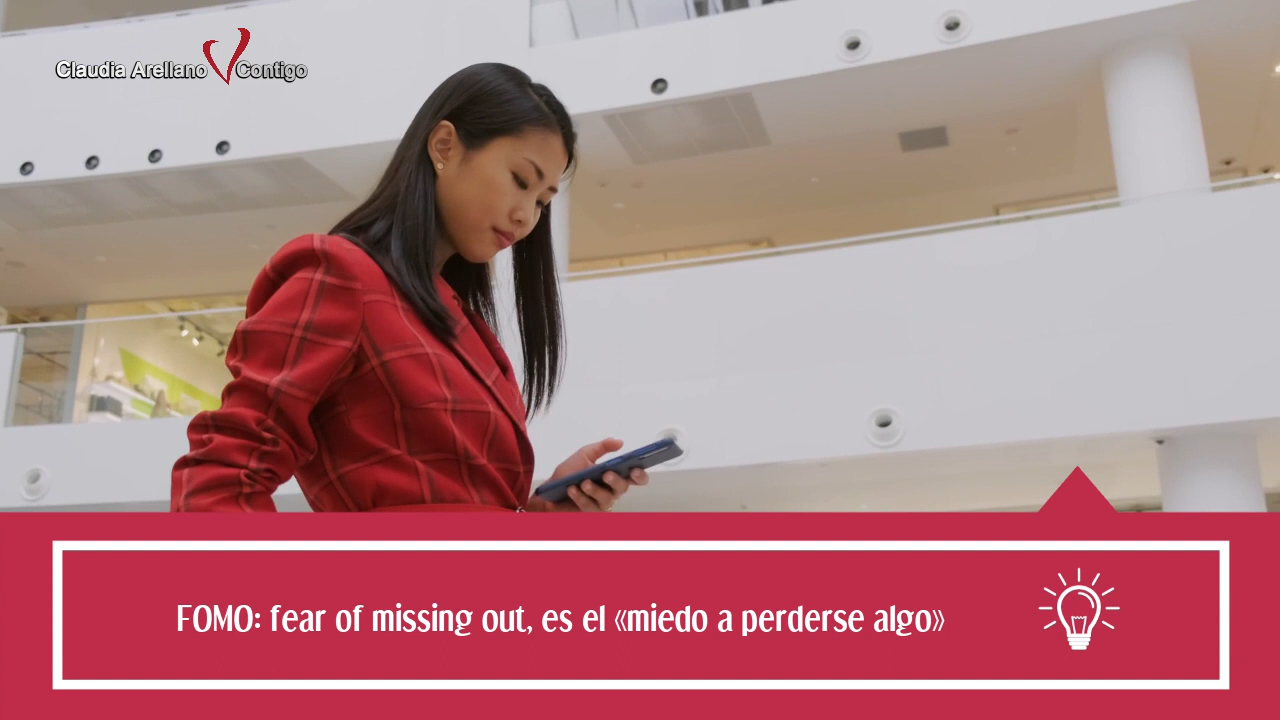 Claudia Arellano Contigo
FOMO: fear of missing out, es el «miedo a perderse algo»